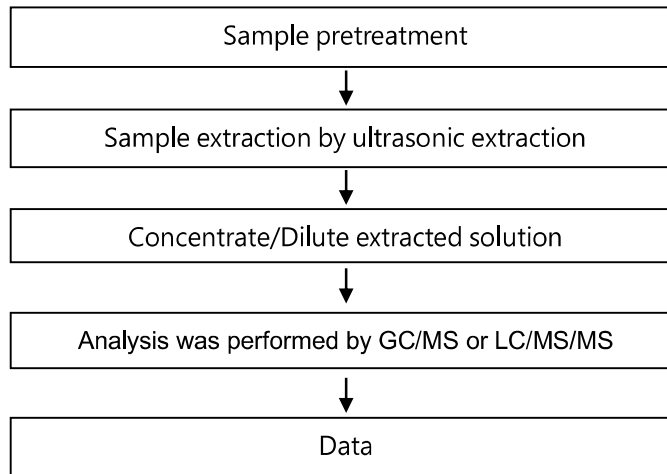 Sample pretreatment
Sample extraction by ultrasonic extraction
Concentrate/Dilute extracted solution
Analysis was performed by GC/MS or LC/MS/MS
Data